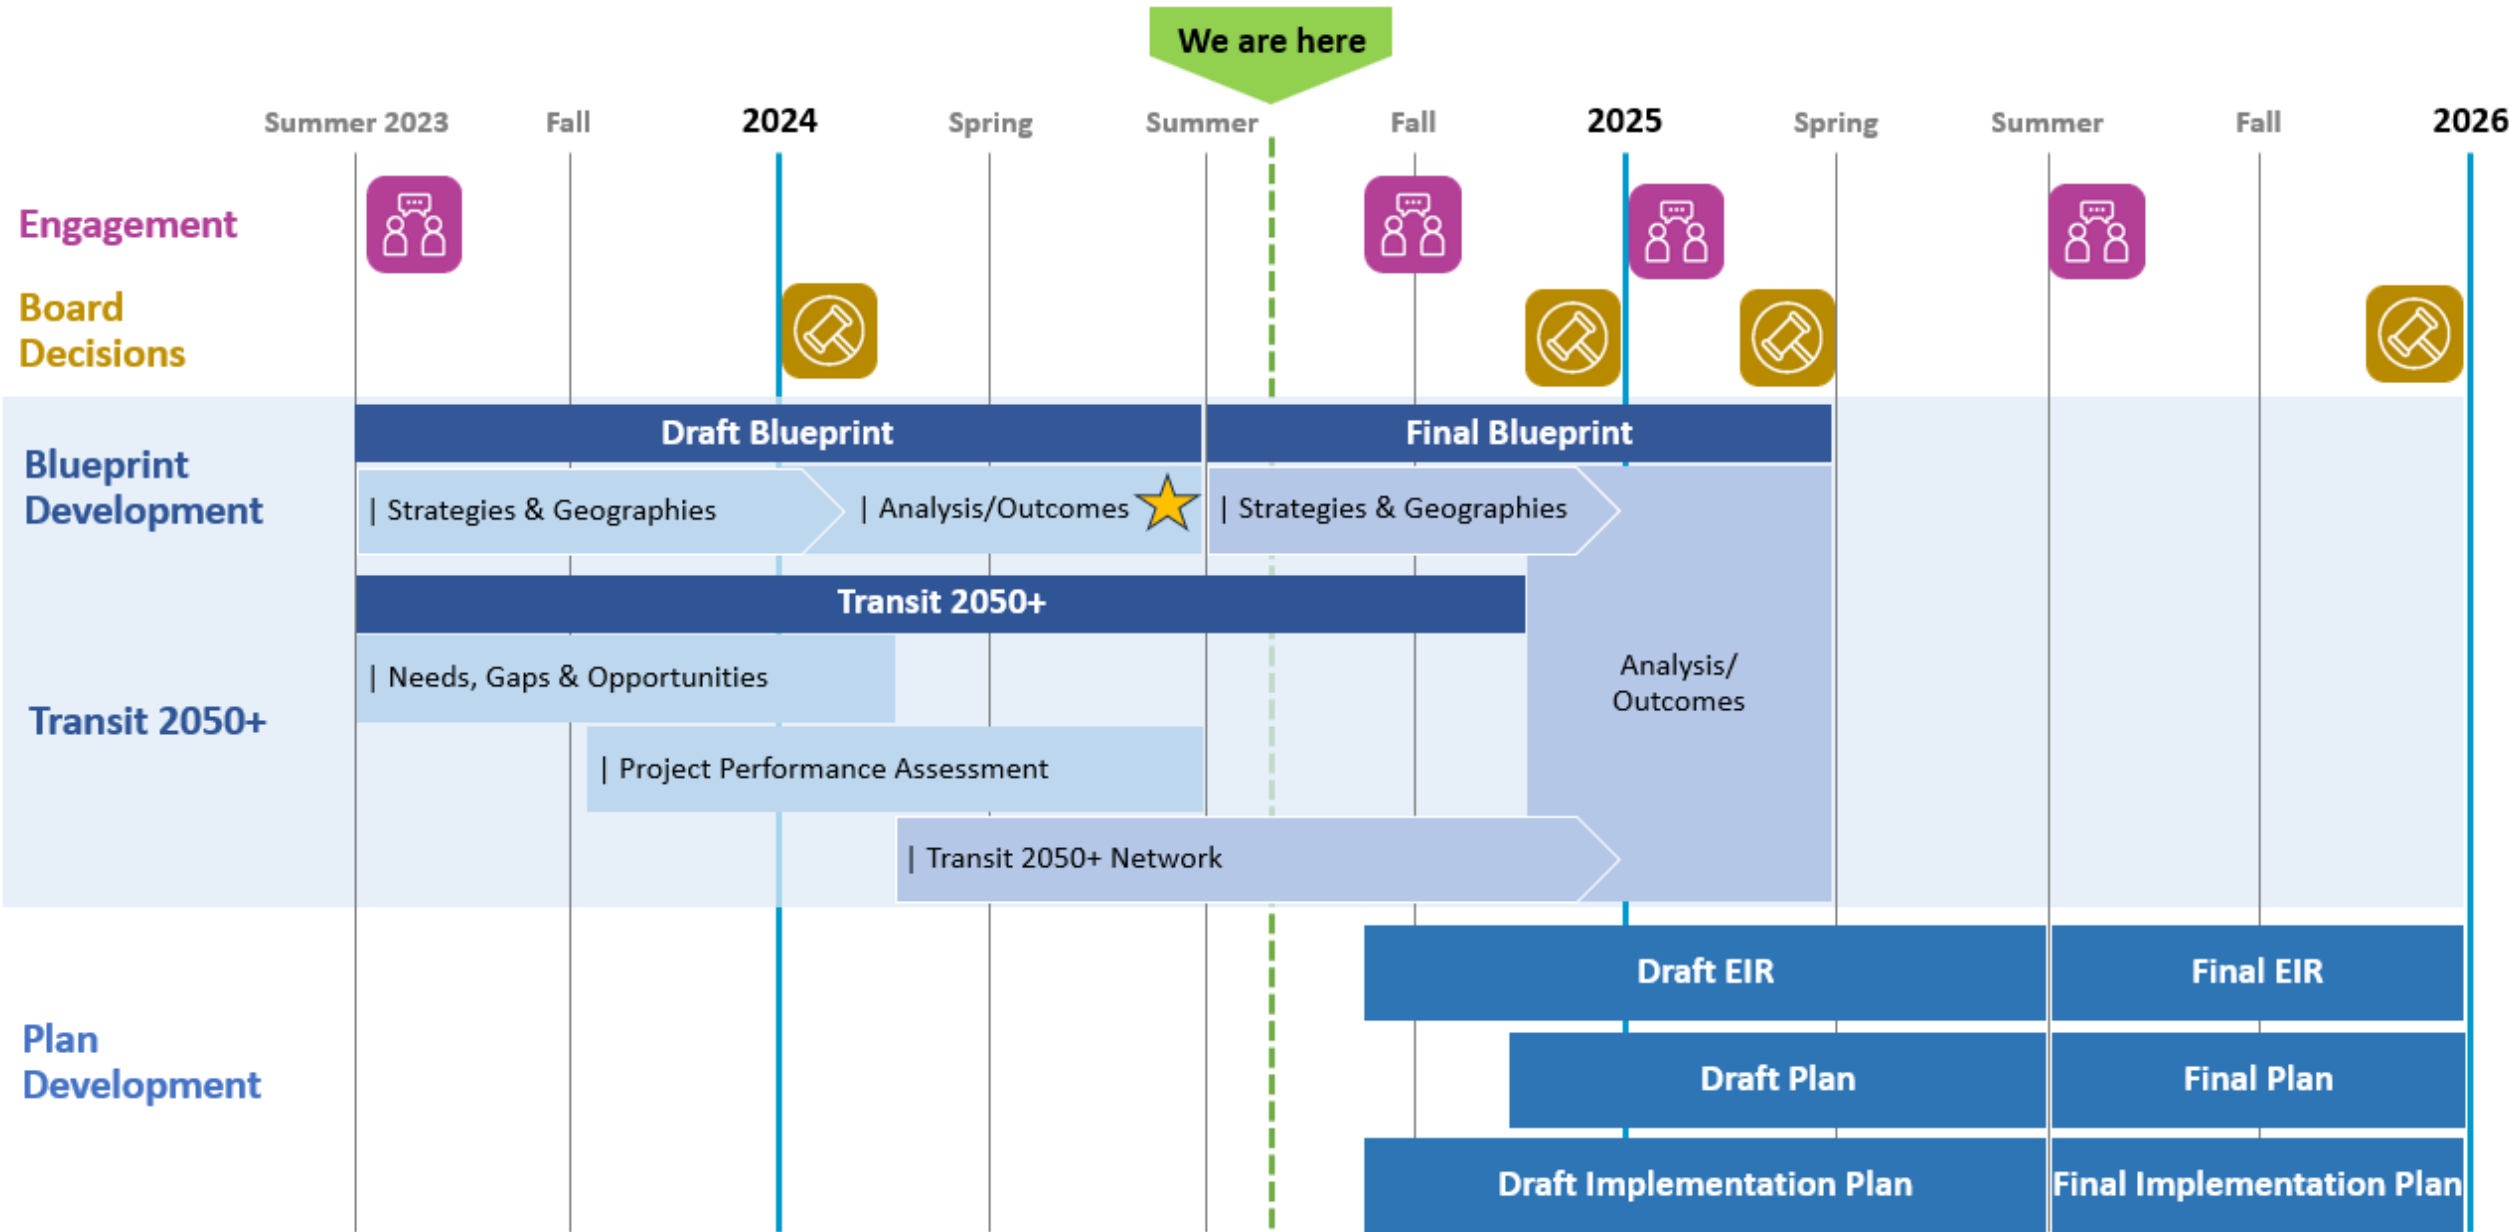 We are here
Summer 2023
Fall
2024
Spring
Summer
Fall
2025
Spring
Summer
Fall
2026
Engagement
Board
Decisions
Blueprint
Development
Draft Blueprint
Final Blueprint
| Strategies & Geographies
| Analysis/Outcomes
| Strategies & Geographies
Transit 2050+
Transit 2050+
| Needs, Gaps & Opportunities
| Project Performance Assessment
| Transit 2050+ Network
Analysis/
Outcomes
Plan
Development
Draft EIR
Final EIR
Draft Plan
Final Plan
Draft Implementation Plan
Final Implementation Plan